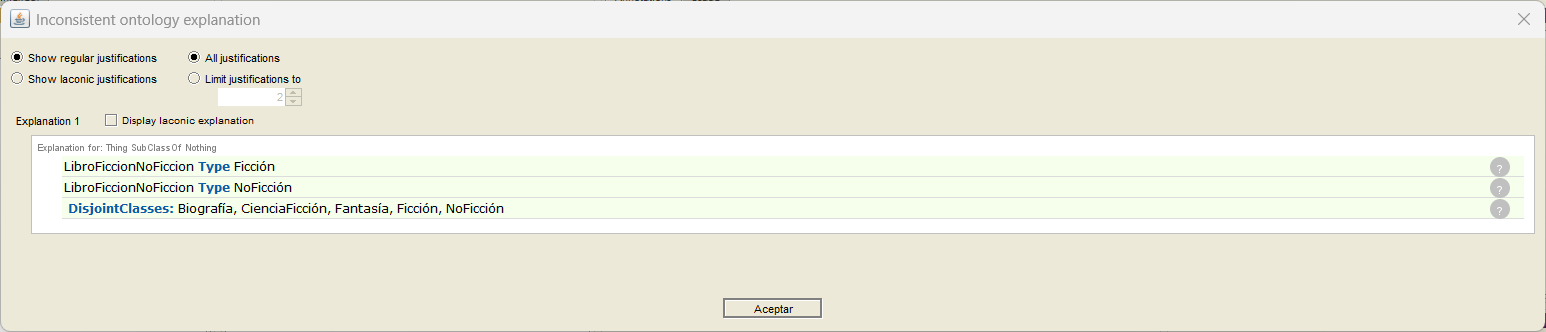 Inconsistent ontology explanation
Show regular justifications
All justifications
Show laconic justifications
Limit justifications to
2
Explanation 1
Display laconic explanation
Explanation for: Thing SubClassOf Nothing
LibroFiccionNoFiccion Type Ficción
?
LibroFiccionNoFiccion Type NoFicción
?
DisjointClasses: Biografía, CienciaFicción, Fantasía, Ficción, NoFicción
?
Aceptar